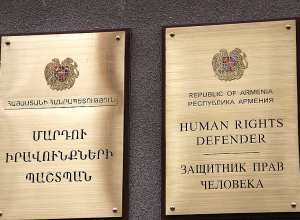 ՀԱՅԱՍՏԱՆԻ ՀԱՆՐԱՊԵՏՈՒԹՅՈՒՆ
ՄԱՐԴՈՒ
ԻՐԱՎՈՒՆՔՆԵՐԻ
ՊԱՇՏՊԱՆ
REPUBLIC OF ARMENIA
РЕСПУБЛИКА АРМЕНИЯ
HUMAN RIGHTS
DEFENDER
ЗАЩИТНИК ПРАВ
ЧЕЛОВЕКА